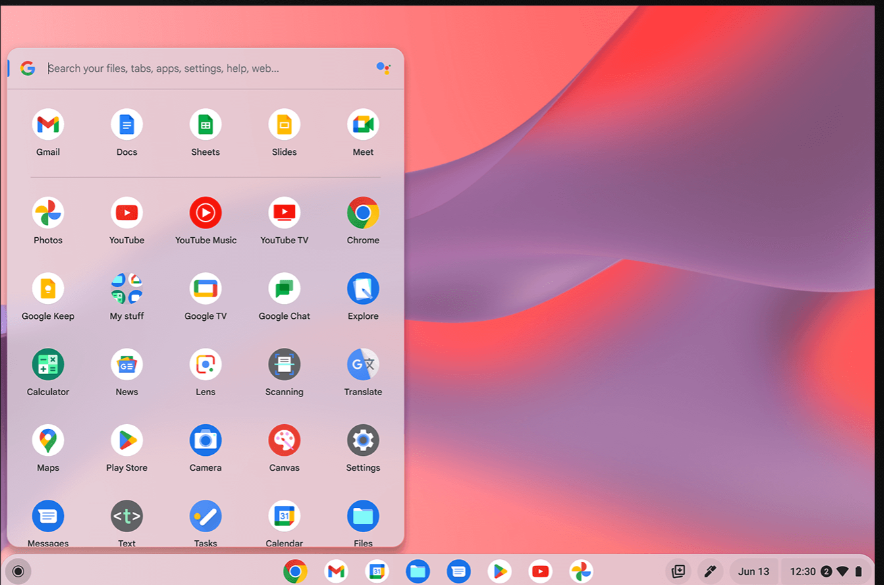 Search your files, tabs, apps, settings, help, web...
Gmail
Docs
Sheets
Slides
Meet
Photos
YouTube
YouTube Music
YouTube TV
Chrome
Google Keep
My stuff
Google TV
Google Chat
Explore
Calculator
News
Lens
Scanning
Translate
Maps
Play Store
Camera
Canvas
Settings
Messages
Text
Tasks
Calendar
Files
Jun 13
12:30
2